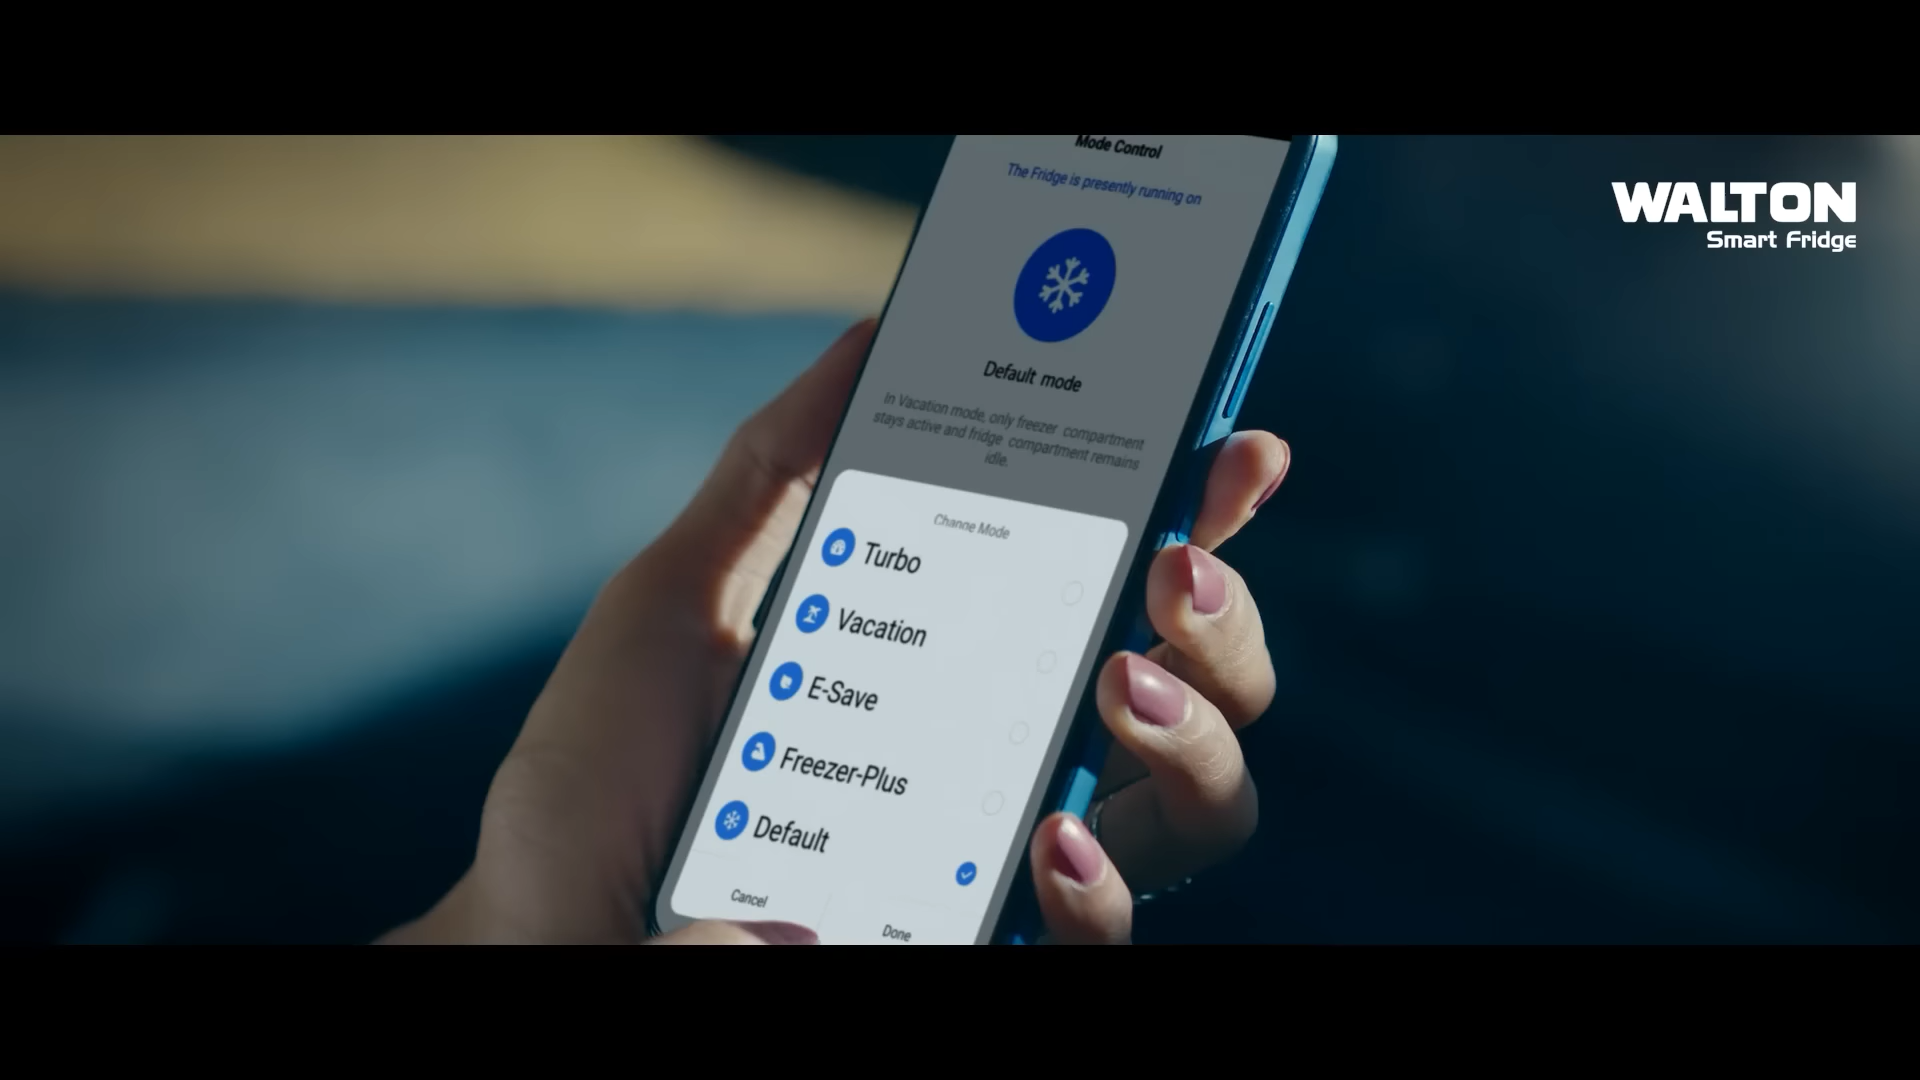 Mode Control
The Fridge is presently running on
WALTON
Smart Fridge
Default mode
In Vacation mode, only freezer compartment
stays active and fridge compartment remains
idle.
Change Mode
Turbo
Vacation
E-Save
Freezer-Plus
Default
Cancel
Done